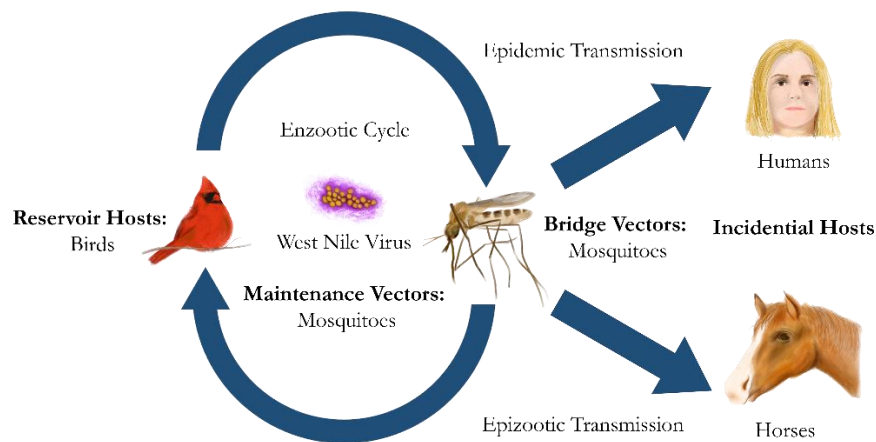 Epidemic Transmission
Enzootic Cycle
Humans
Reservoir Hosts:
Birds
West Nile Virus
Bridge Vectors:
Mosquitoes
Incidential Hosts
Maintenance Vectors:
Mosquitoes
Epizootic Transmission
Horses